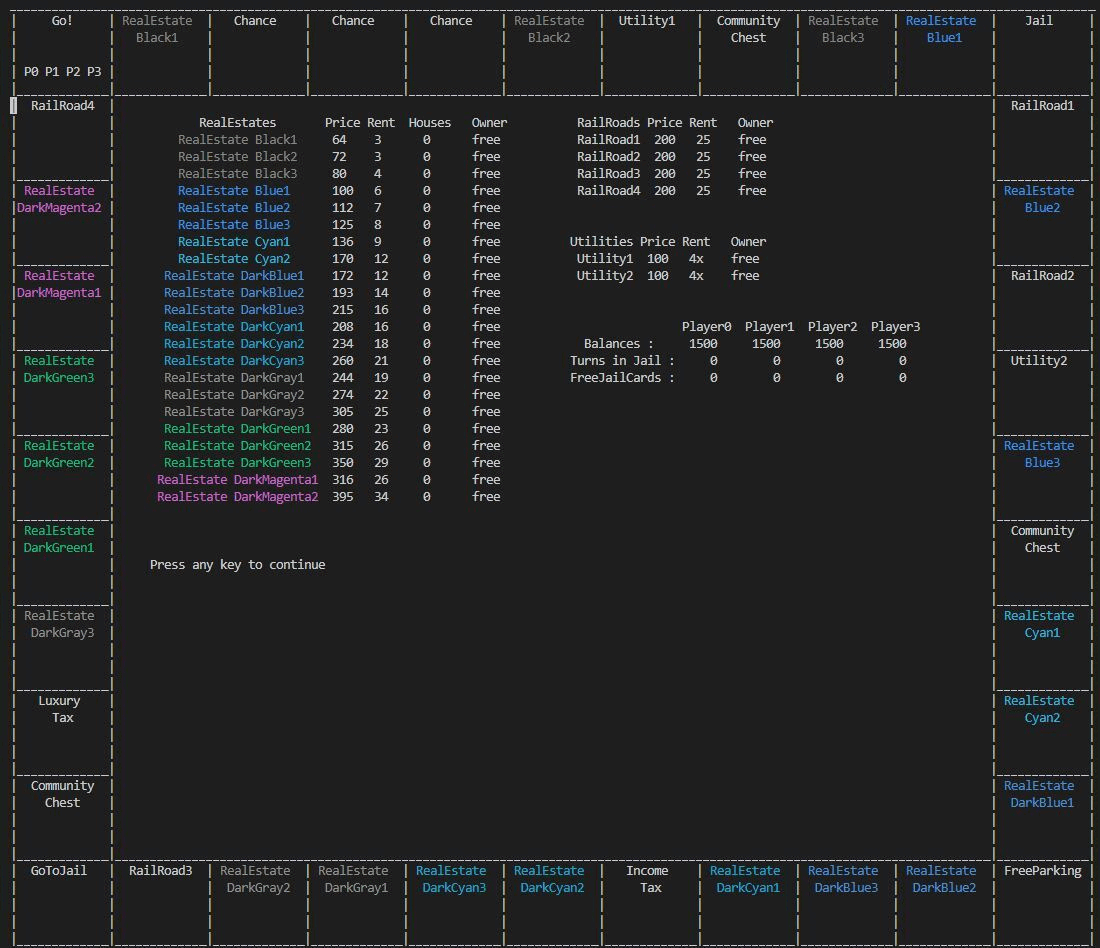 Go! RealEstate Chance Chance Chance RealEstate Utility1 Community RealEstate RealEstate Jail
Black1 Black2 Chest Black3 Blue1
P0 P1 P2 P3
RailRoad4 RailRoad1
RealEstates Price Rent Houses Owner RailRoads Price Rent Owner
RealEstate Black1 64 3 0 free RailRoad1 200 25 free
RealEstate Black2 72 3 0 free RailRoad2 200 25 free
RealEstate Black3 80 4 0 free RailRoad3 200 25 free
RealEstate RealEstate Blue1 100 6 0 free RailRoad4 200 25 free RealEstate
DarkMagenta2 RealEstate Blue2 112 7 0 free Blue2
RealEstate Blue3 125 8 0 free
RealEstate Cyan1 136 9 0 free Utilities Price Rent Owner
RealEstate Cyan2 170 12 0 free Utility1 100 4x free
RealEstate RealEstate DarkBlue1 172 12 0 free Utility2 100 4x free RailRoad2
DarkMagenta1 RealEstate DarkBlue2 193 14 0 free
RealEstate DarkBlue3 215 16 0 free
RealEstate DarkCyan1 208 16 0 free Player0 Player1 Player2 Player3
RealEstate DarkCyan2 234 18 0 free Balances : 1500 1500 1500 1500
RealEstate RealEstate DarkCyan3 260 21 0 free Turns in Jail : 0 0 0 0 Utility2
DarkGreen3 RealEstate DarkGray1 244 19 0 free FreeJailCards : 0 0 0 0
RealEstate DarkGray2 274 22 0 free
RealEstate DarkGray3 305 25 0 free
RealEstate DarkGreen1 280 23 0 free
RealEstate RealEstate DarkGreen2 315 26 0 free RealEstate
DarkGreen2 RealEstate DarkGreen3 350 29 0 free Blue3
RealEstate DarkMagenta1 316 26 0 free
RealEstate DarkMagenta2 395 34 0 free
RealEstate Community
DarkGreen1 Chest
Press any key to continue
RealEstate RealEstate
DarkGray3 Cyan1
Luxury RealEstate
Tax Cyan2
Community RealEstate
Chest DarkBlue1
GoToJail RailRoad3 RealEstate RealEstate RealEstate RealEstate Income RealEstate RealEstate RealEstate FreeParking
DarkGray2 DarkGray1 DarkCyan3 DarkCyan2 Tax DarkCyan1 DarkBlue3 DarkBlue2